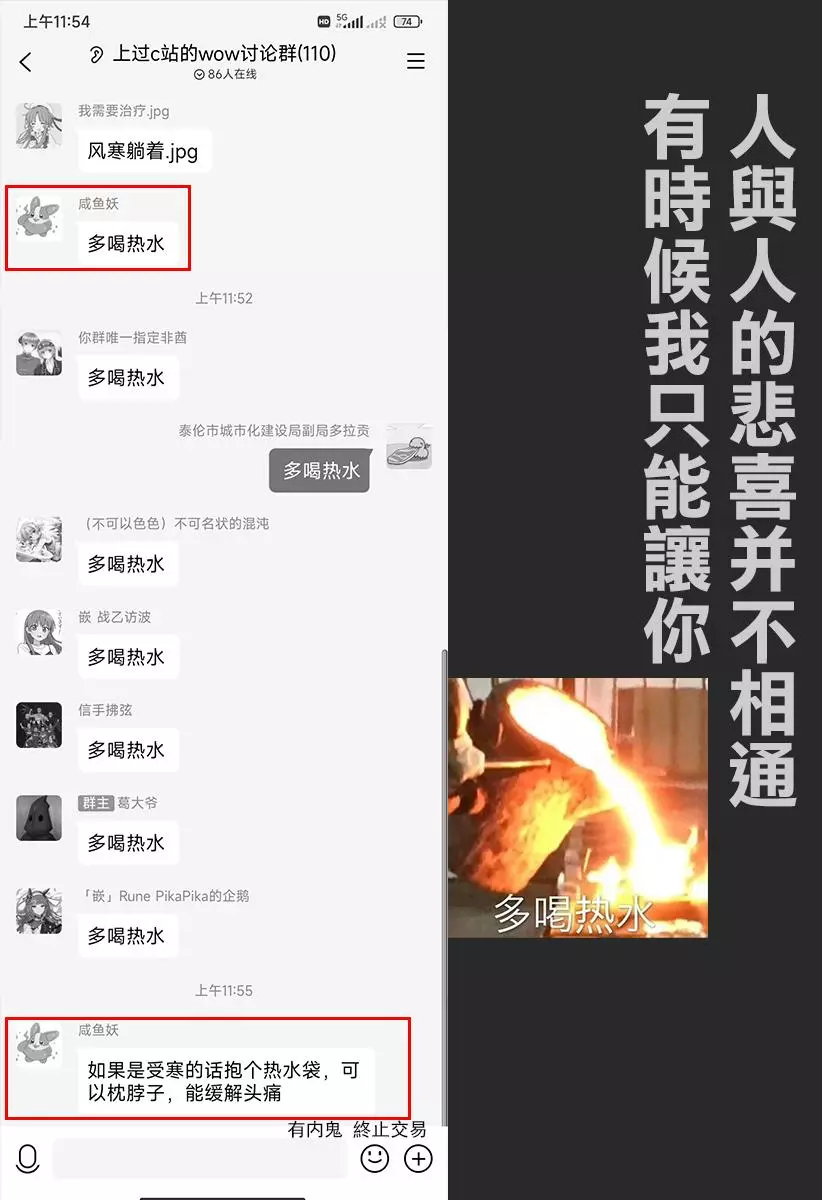 上午11:54
HD 5G 74
上过c站的wow讨论群(110)
86人在线
我需要治疗.jpg
风寒躺着.jpg
咸鱼妖
多喝热水
上午11:52
你群唯一指定非酋
多喝热水
泰伦市城市化建设局副局多拉贡
多喝热水
（不可以色色）不可名状的混沌
多喝热水
嵌 战乙访波
多喝热水
信手拂弦
多喝热水
群主 葛大爷
多喝热水
「嵌」Rune PikaPika的企鹅
多喝热水
上午11:55
咸鱼妖
如果是受寒的话抱个热水袋，可
以枕脖子，能缓解头痛
有内鬼 終止交易
人與人的悲喜并不相通
有時候我只能讓你
多喝热水